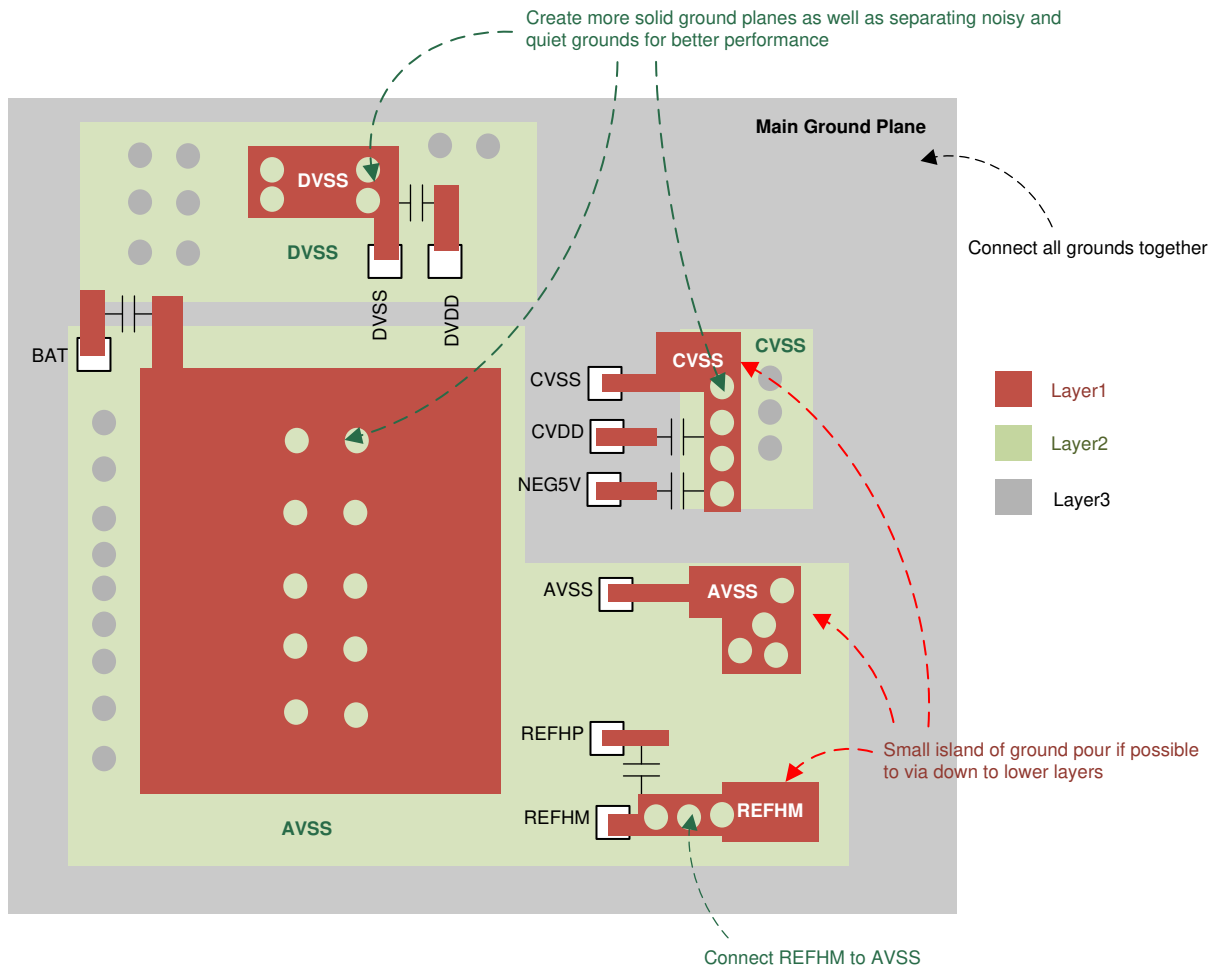 Create more solid ground planes as well as separating noisy and
quiet grounds for better performance
Main Ground Plane
Connect all grounds together
DVSS
DVSS
DVSS
DVDD
BAT
CVSS
CVSS
CVSS
CVDD
NEG5V
Layer1
Layer2
Layer3
AVSS
AVSS
REFHP
Small island of ground pour if possible
to via down to lower layers
REFHM
REFHM
AVSS
Connect REFHM to AVSS